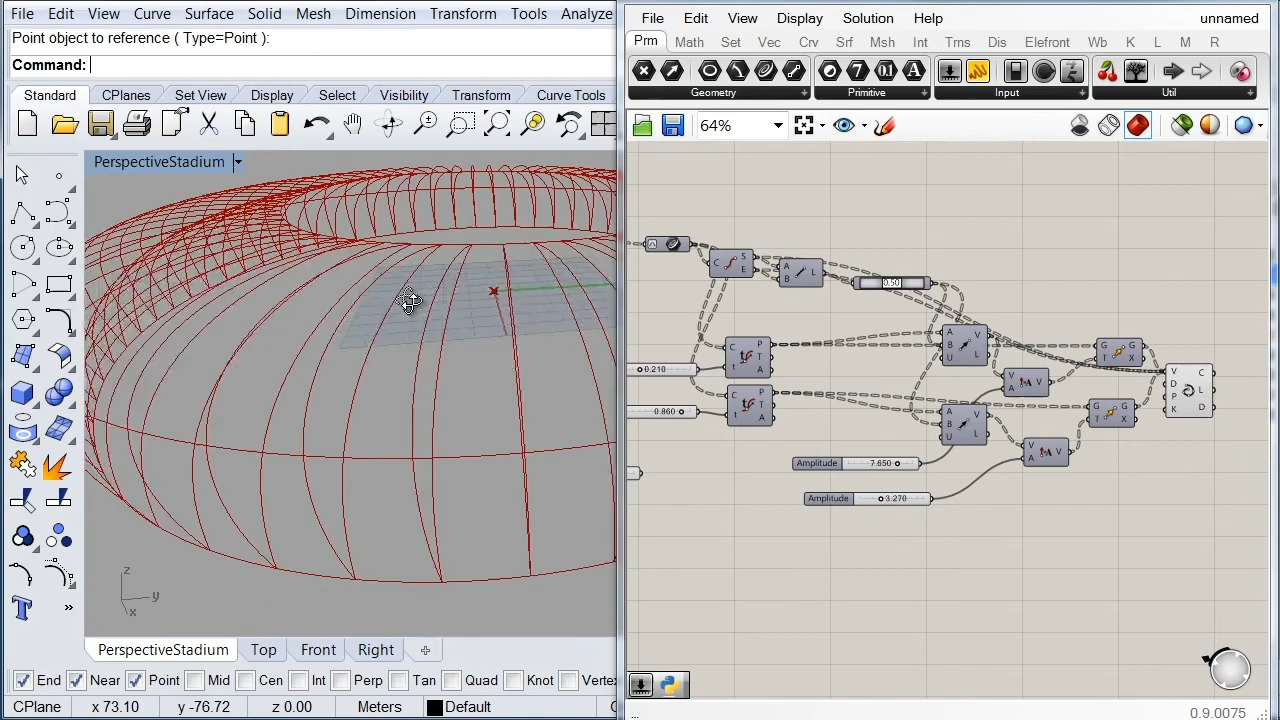 File Edit View Curve Surface Solid Mesh Dimension Transform Tools Analyze
Point object to reference ( Type=Point ):
Command:
Standard CPlanes Set View Display Select Visibility Transform Curve Tools
PerspectiveStadium
z
y
x
T
»
PerspectiveStadium Top Front Right
End Near Point Mid Cen Int Perp Tan Quad Knot Vertex
CPlane x 73.10 y -76.72 z 0.00 Meters Default
File Edit View Display Solution Help unnamed
Prm Math Set Vec Crv Srf Msh Int Trns Dis Elefront Wb K L M R
7 0.1 A
Geometry Primitive Input Util
64%
C S E
A B L
0.50
C t P T A
0.210
C t P T A
0.860
A B U V L
A B U V L
V A V
V A V
G T G X
G T G X
V D P K C L D
Amplitude 7.650
Amplitude 3.270
...
0.9.0075